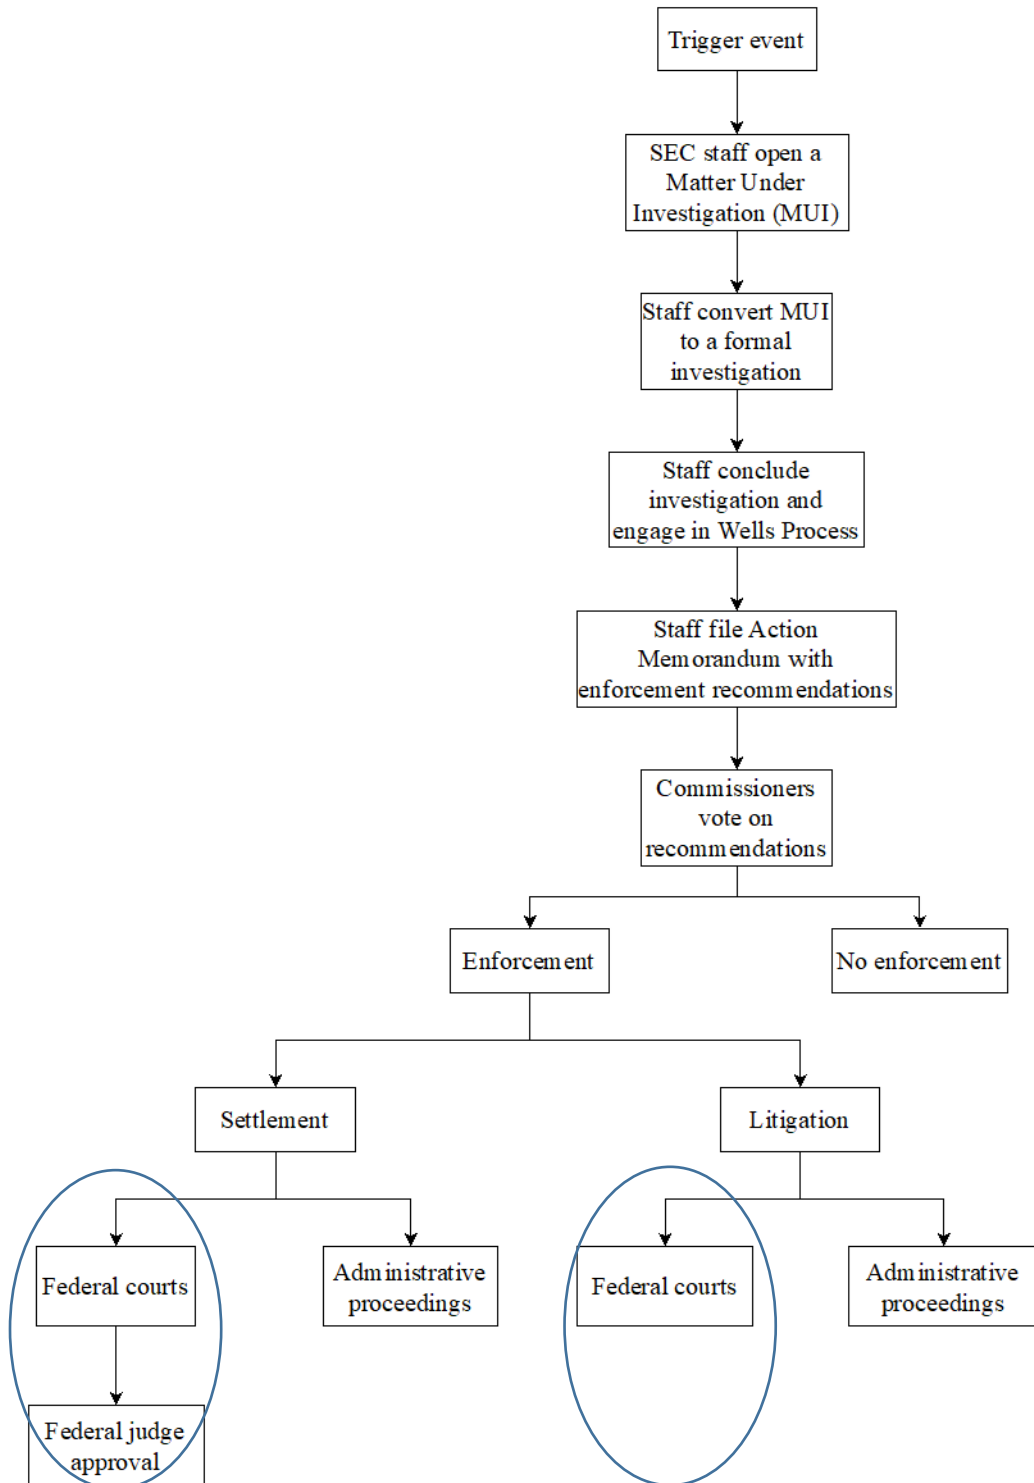 Trigger event
SEC staff open a
Matter Under
Investigation (MUI)
Staff convert MUI
to a formal
investigation
Staff conclude
investigation and
engage in Wells Process
Staff file Action
Memorandum with
enforcement recommendations
Commissioners
vote on
recommendations
Enforcement
No enforcement
Settlement
Litigation
Federal courts
Administrative
proceedings
Federal courts
Administrative
proceedings
Federal judge
approval